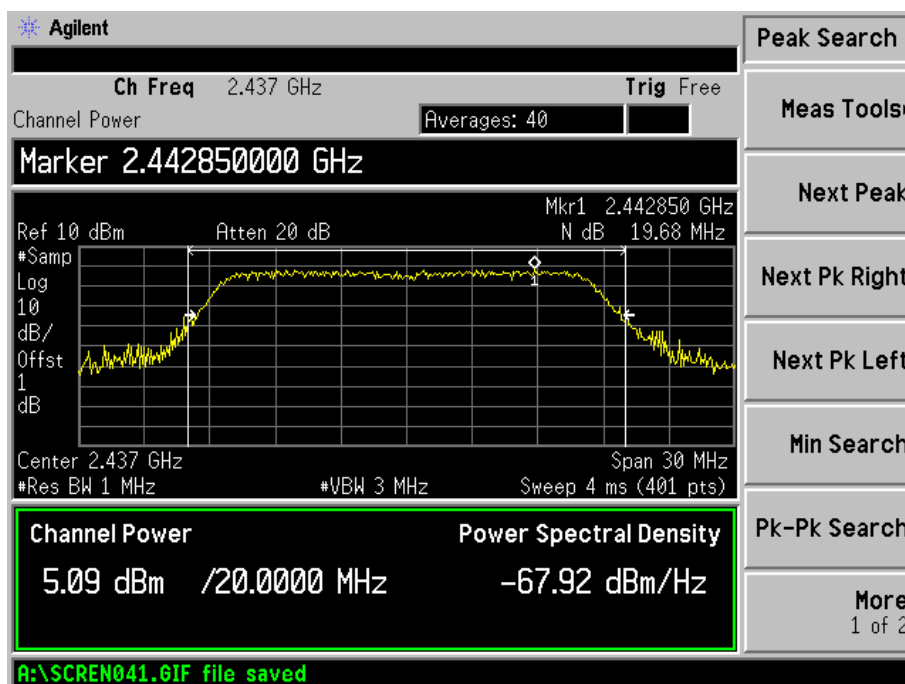 Agilent
Peak Search
Ch Freq 2.437 GHz Trig Free
Channel Power Averages: 40
Meas Tools
Marker 2.442850000 GHz
Next Peak
Mkr1 2.442850 GHz
Ref 10 dBm Atten 20 dB N dB 19.68 MHz
#Samp
Log
10
dB/
Offst
1
dB
1
Next Pk Right
Next Pk Left
Min Search
Center 2.437 GHz Span 30 MHz
#Res BW 1 MHz #VBW 3 MHz Sweep 4 ms (401 pts)
Channel Power Power Spectral Density
Pk-Pk Search
5.09 dBm /20.0000 MHz -67.92 dBm/Hz
More
1 of 2
A:\SCREN041.GIF file saved